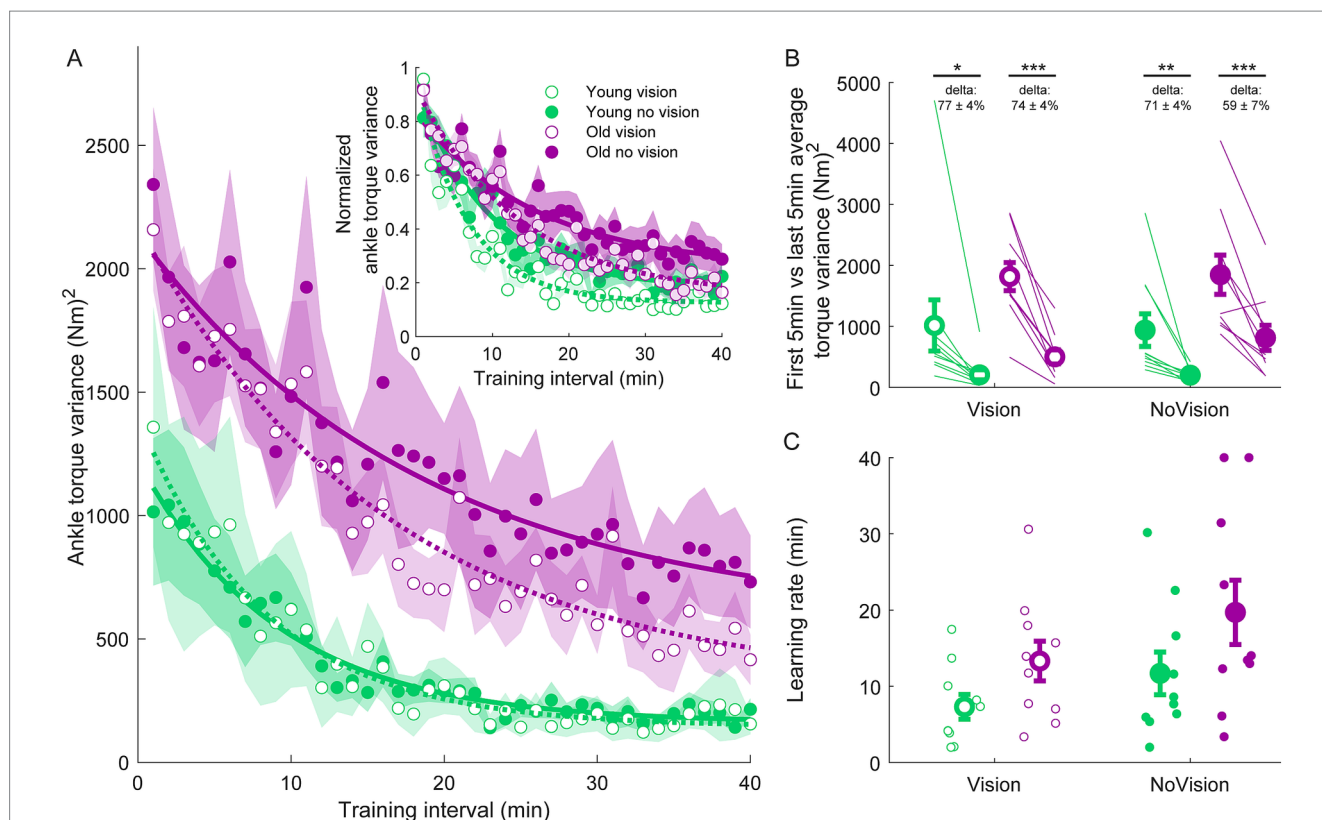 A
Ankle torque variance (Nm)²
2500
2000
1500
1000
500
0
0 10 20 30 40
Training interval (min)
Normalized
ankle torque variance
1
0.8
0.6
0.4
0.2
0
0 10 20 30 40
Training interval (min)
Young vision
Young no vision
Old vision
Old no vision
B
First 5min vs last 5min average
torque variance (Nm)²
* *** ** ***
delta: delta: delta: delta:
77 ± 4% 74 ± 4% 71 ± 4% 59 ± 7%
5000
4000
3000
2000
1000
0
Vision NoVision
C
Learning rate (min)
40
30
20
10
0
Vision NoVision